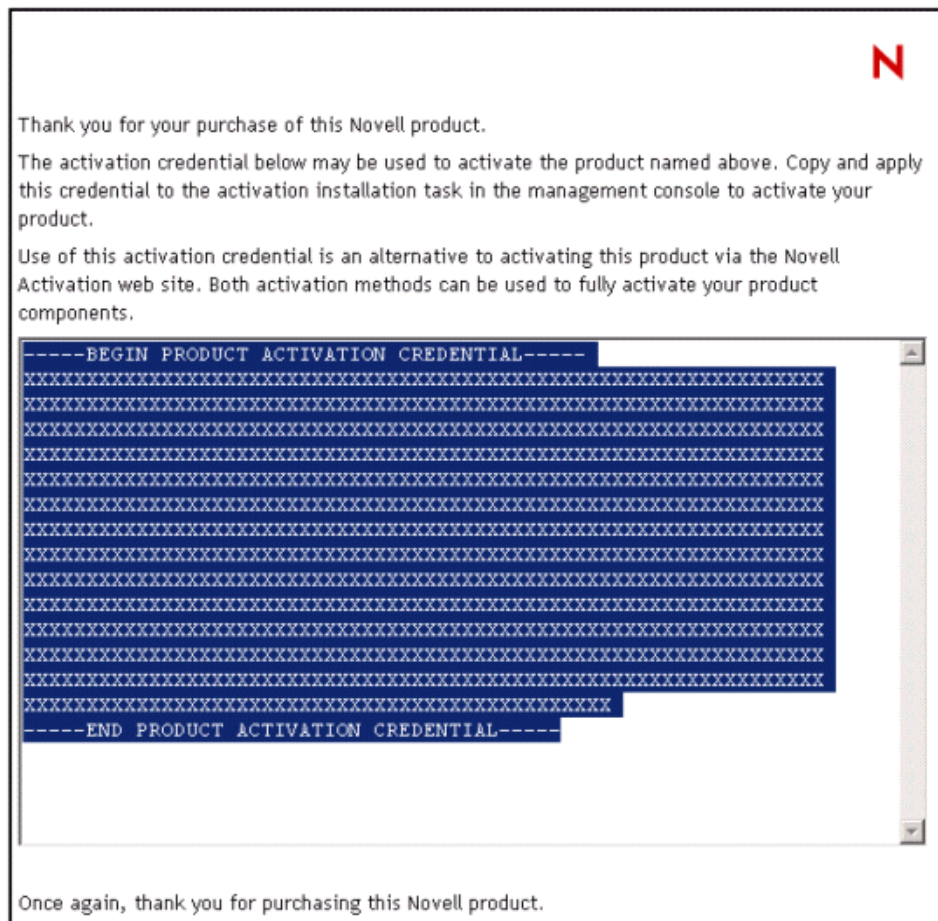 N
Thank you for your purchase of this Novell product.
The activation credential below may be used to activate the product named above. Copy and apply
this credential to the activation installation task in the management console to activate your
product.
Use of this activation credential is an alternative to activating this product via the Novell
Activation web site. Both activation methods can be used to fully activate your product
components.
-----BEGIN PRODUCT ACTIVATION CREDENTIAL-----
XXXXXXXXXXXXXXXXXXXXXXXXXXXXXXXXXXXXXXXXXXXXXXXXXXXXXXXXXXXXXXXX
XXXXXXXXXXXXXXXXXXXXXXXXXXXXXXXXXXXXXXXXXXXXXXXXXXXXXXXXXXXXXXXX
XXXXXXXXXXXXXXXXXXXXXXXXXXXXXXXXXXXXXXXXXXXXXXXXXXXXXXXXXXXXXXXX
XXXXXXXXXXXXXXXXXXXXXXXXXXXXXXXXXXXXXXXXXXXXXXXXXXXXXXXXXXXXXXXX
XXXXXXXXXXXXXXXXXXXXXXXXXXXXXXXXXXXXXXXXXXXXXXXXXXXXXXXXXXXXXXXX
XXXXXXXXXXXXXXXXXXXXXXXXXXXXXXXXXXXXXXXXXXXXXXXXXXXXXXXXXXXXXXXX
XXXXXXXXXXXXXXXXXXXXXXXXXXXXXXXXXXXXXXXXXXXXXXXXXXXXXXXXXXXXXXXX
XXXXXXXXXXXXXXXXXXXXXXXXXXXXXXXXXXXXXXXXXXXXXXXXXXXXXXXXXXXXXXXX
XXXXXXXXXXXXXXXXXXXXXXXXXXXXXXXXXXXXXXXXXXXXXXXXXXXXXXXXXXXXXXXX
XXXXXXXXXXXXXXXXXXXXXXXXXXXXXXXXXXXXXXXXXXXXXXXXXXXXXXXXXXXXXXXX
XXXXXXXXXXXXXXXXXXXXXXXXXXXXXXXXXXXXXXXXXXXXXXXXXXXXXXXXXXXXXXXX
XXXXXXXXXXXXXXXXXXXXXXXXXXXXXXXXXXXXXXXXXXXXXXXXXXXXXXXXXXXXXXXX
XXXXXXXXXXXXXXXXXXXXXXXXXXXXXXXXXXXXXXXXXXXXXXXXXXXXXXXXXXXXXXXX
XXXXXXXXXXXXXXXXXXXXXXXXXXXXXXXXXXXXXXXXXXXXXXX
-----END PRODUCT ACTIVATION CREDENTIAL-----
Once again, thank you for purchasing this Novell product.